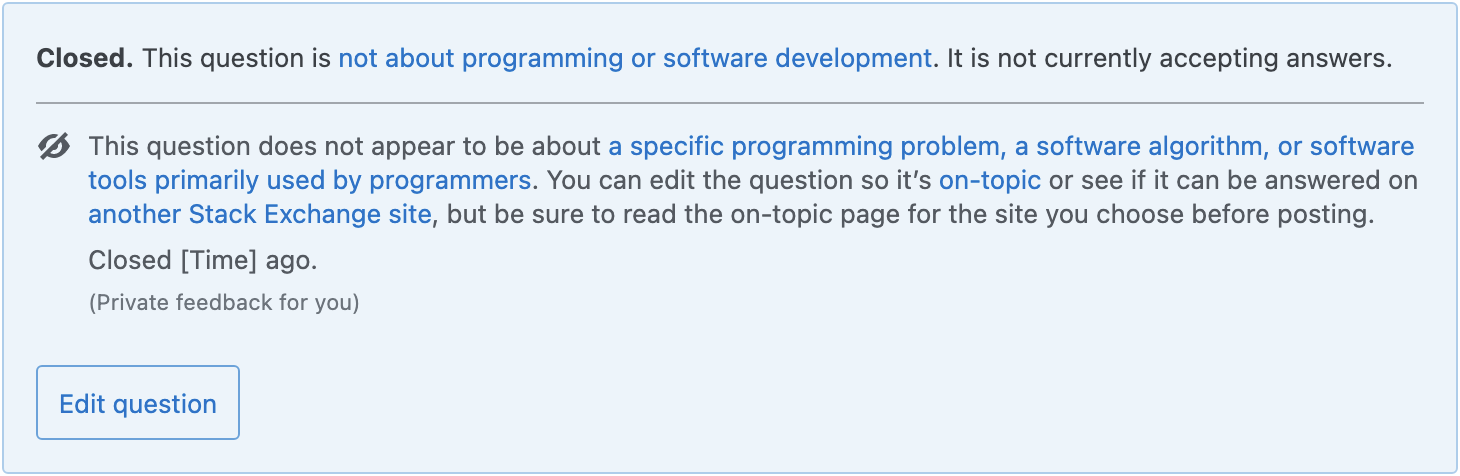 Closed. This question is not about programming or software development. It is not currently accepting answers.
This question does not appear to be about a specific programming problem, a software algorithm, or software
tools primarily used by programmers. You can edit the question so it’s on-topic or see if it can be answered on
another Stack Exchange site, but be sure to read the on-topic page for the site you choose before posting.
Closed [Time] ago.
(Private feedback for you)
Edit question